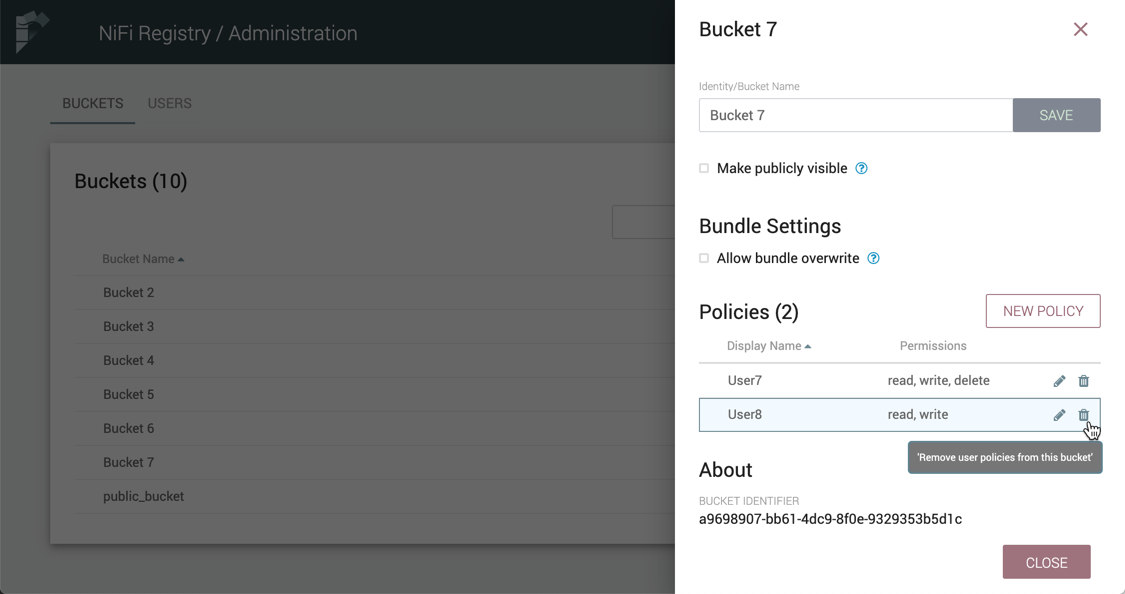 NiFi Registry / Administration
BUCKETS USERS
Buckets (10)
Bucket Name
Bucket 2
Bucket 3
Bucket 4
Bucket 5
Bucket 6
Bucket 7
public_bucket
Bucket 7
Identity/Bucket Name
Bucket 7 SAVE
Make publicly visible
Bundle Settings
Allow bundle overwrite
Policies (2) NEW POLICY
Display Name Permissions
User7 read, write, delete
User8 read, write
'Remove user policies from this bucket'
About
BUCKET IDENTIFIER
a9698907-bb61-4dc9-8f0e-9329353b5d1c
CLOSE